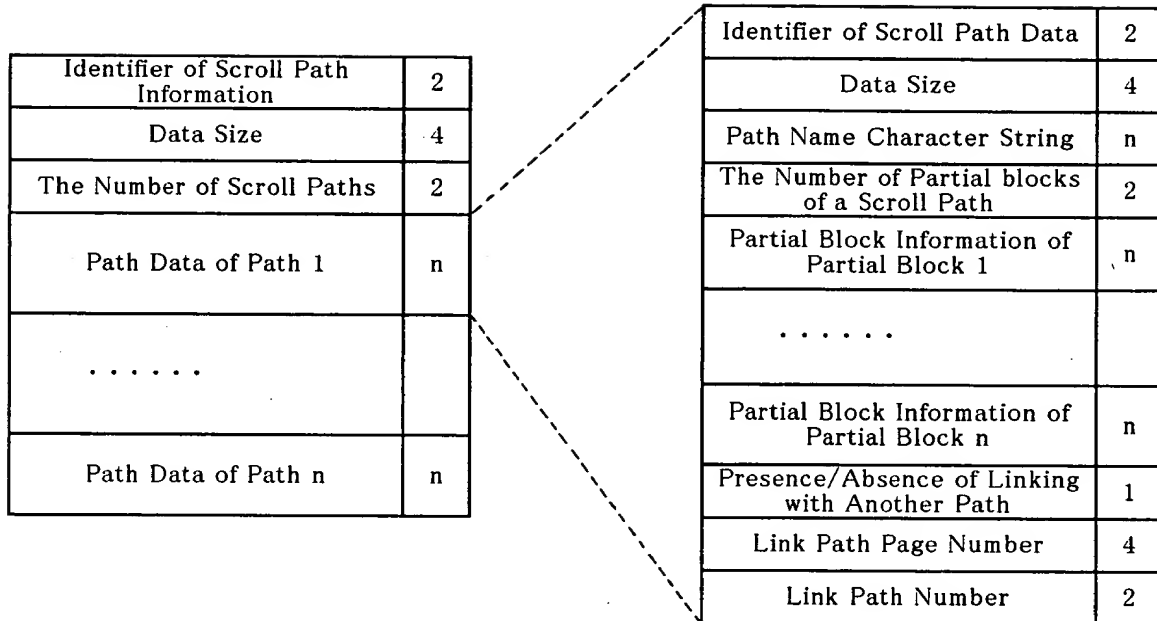 Identifier of Scroll Path
Information
2
Data Size
4
The Number of Scroll Paths
2
Path Data of Path 1
n
. . . . . .
Path Data of Path n
n
Identifier of Scroll Path Data
2
Data Size
4
Path Name Character String
n
The Number of Partial blocks
of a Scroll Path
2
Partial Block Information of
Partial Block 1
n
. . . . . .
Partial Block Information of
Partial Block n
n
Presence/Absence of Linking
with Another Path
1
Link Path Page Number
4
Link Path Number
2